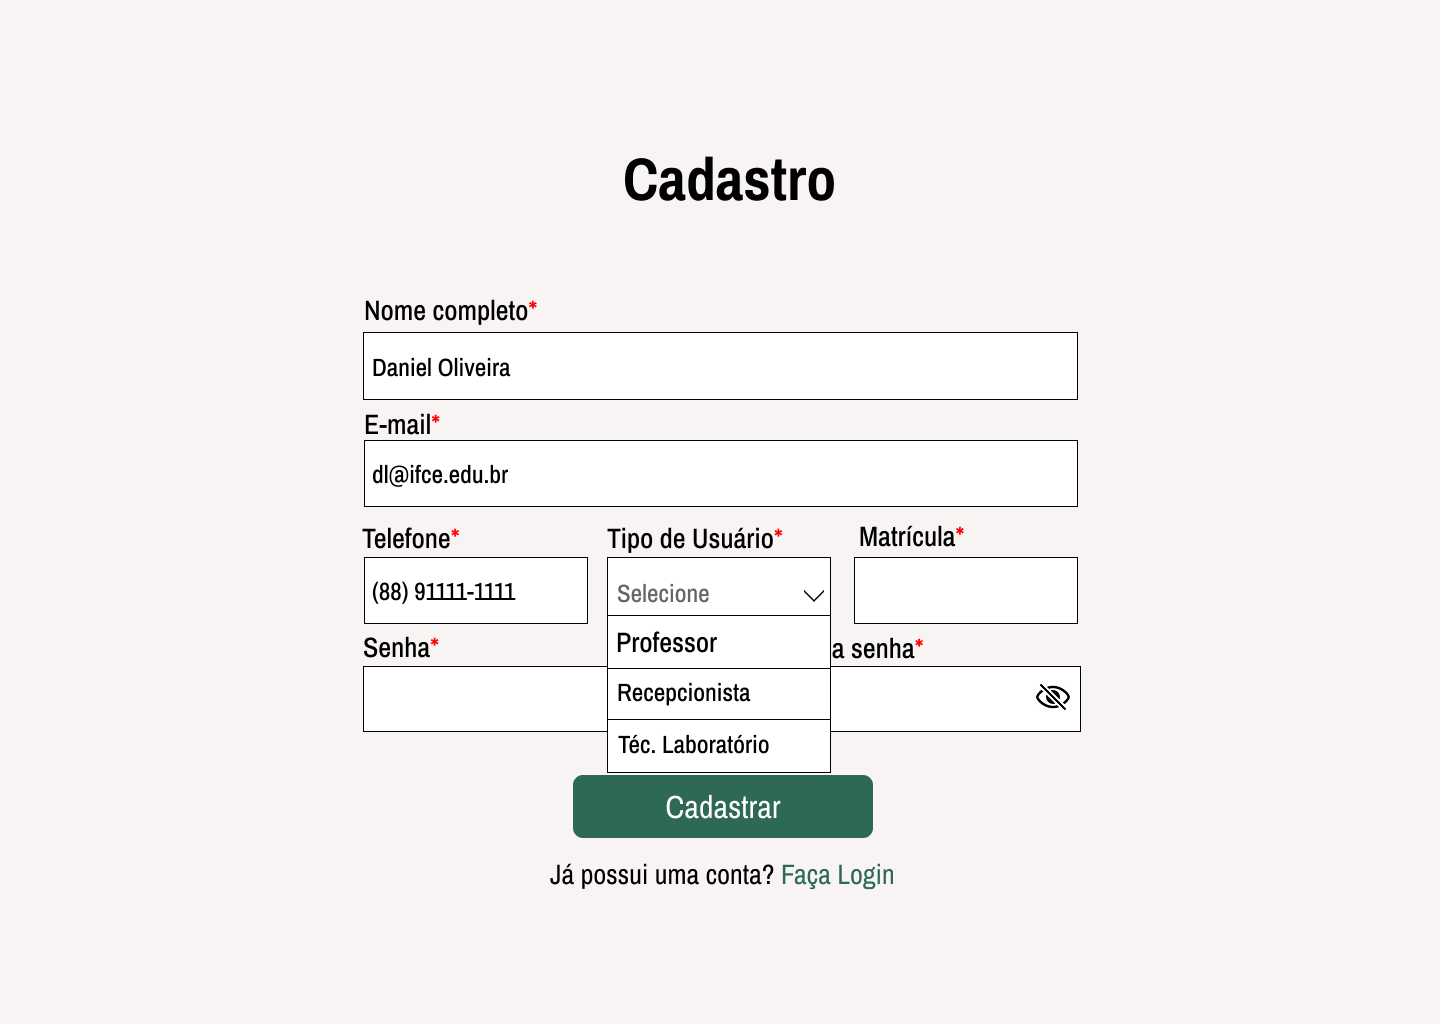 Cadastro
Nome completo*
Daniel Oliveira
E-mail*
dl@ifce.edu.br
Telefone* Tipo de Usuário* Matrícula*
(88) 91111-1111 Selecione
Professor
Senha* a senha*
Recepcionista
Téc. Laboratório
Cadastrar
Já possui uma conta? Faça Login